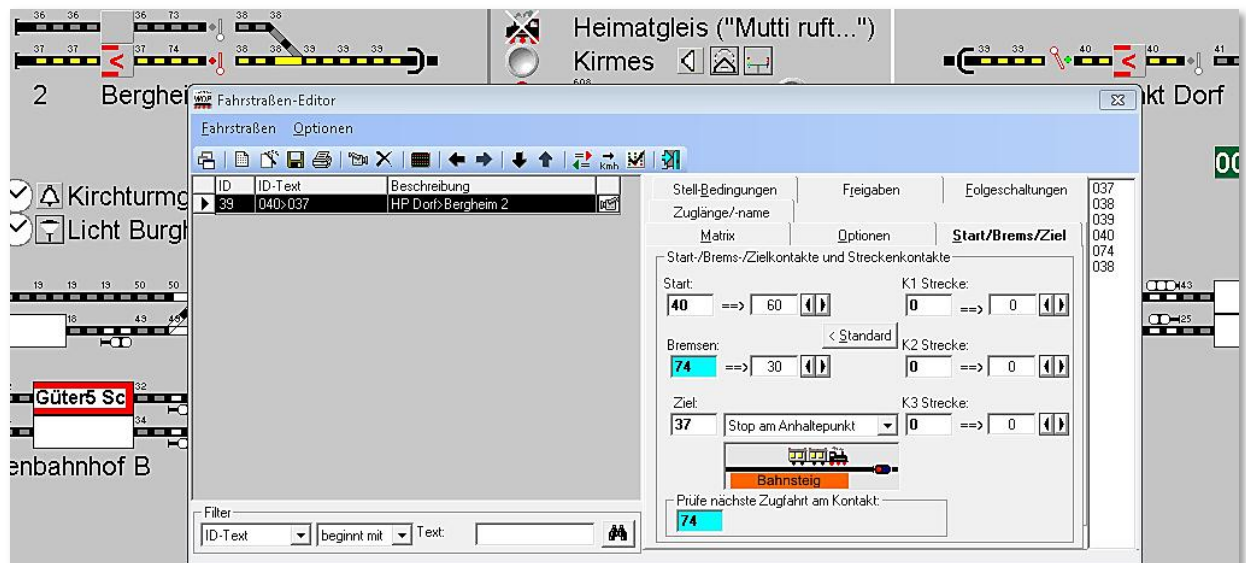 36 36 36 73 38 38
Heimatgleis ("Mutti ruft...")
37 37 37 74 38 38 39 39 39
Kirmes
39 39 40 40 41
608
2 Berghei
nkt Dorf
WDP Fahrstraßen-Editor
Fahrstraßen Optionen
Kmh
ID ID-Text Beschreibung
39 040>037 HP Dorf>Bergheim 2
Stell-Bedingungen Freigaben Folgeschaltungen
Zuglänge/-name
Matrix Optionen Start/Brems/Ziel
037
038
039
040
074
038
Kirchturmg
Licht Burgh
Start-/Brems-/Zielkontakte und Streckenkontakte
Start: K1 Strecke:
40 ==> 60 0 ==> 0
< Standard
Bremsen: K2 Strecke:
74 ==> 30 0 ==> 0
Ziel: K3 Strecke:
37 Stop am Anhaltepunkt 0 ==> 0
Bahnsteig
Prüfe nächste Zugfahrt am Kontakt:
74
19 19 19 50 50
43
18 49 49
25
32
Güter5 Sc
34
enbahnhof B
Filter
ID-Text beginnt mit Text: